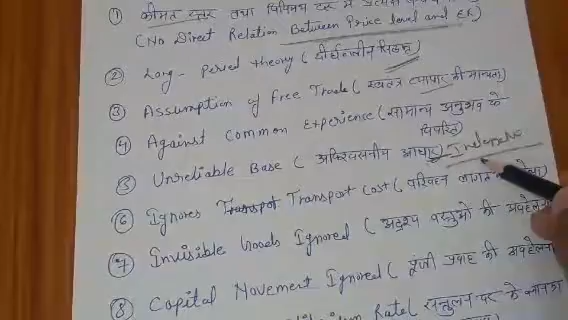 ① कीमत स्तर तथा विनिमय दर में प्रत्यक्ष
(No Direct Relation Between Price level and ER)
② Long-Period theory (दीर्घकालीन सिद्धान्त)
③ Assumption of Free Trade (स्वतंत्र व्यापार की मान्यता)
④ Against Common Experience (सामान्य अनुभव के
विपरित)
⑤ Unreliable Base (अविश्वसनीय आधार)
⑥ Ignores Transport Cost (परिवहन लागत
⑦ Invisible Goods Ignored (अदृश्य वस्तुओं की अवहेलना
⑧ Capital Movement Ignored (पूंजी प्रवाह की अवहेलना
Rate (सन्तुलन दर के